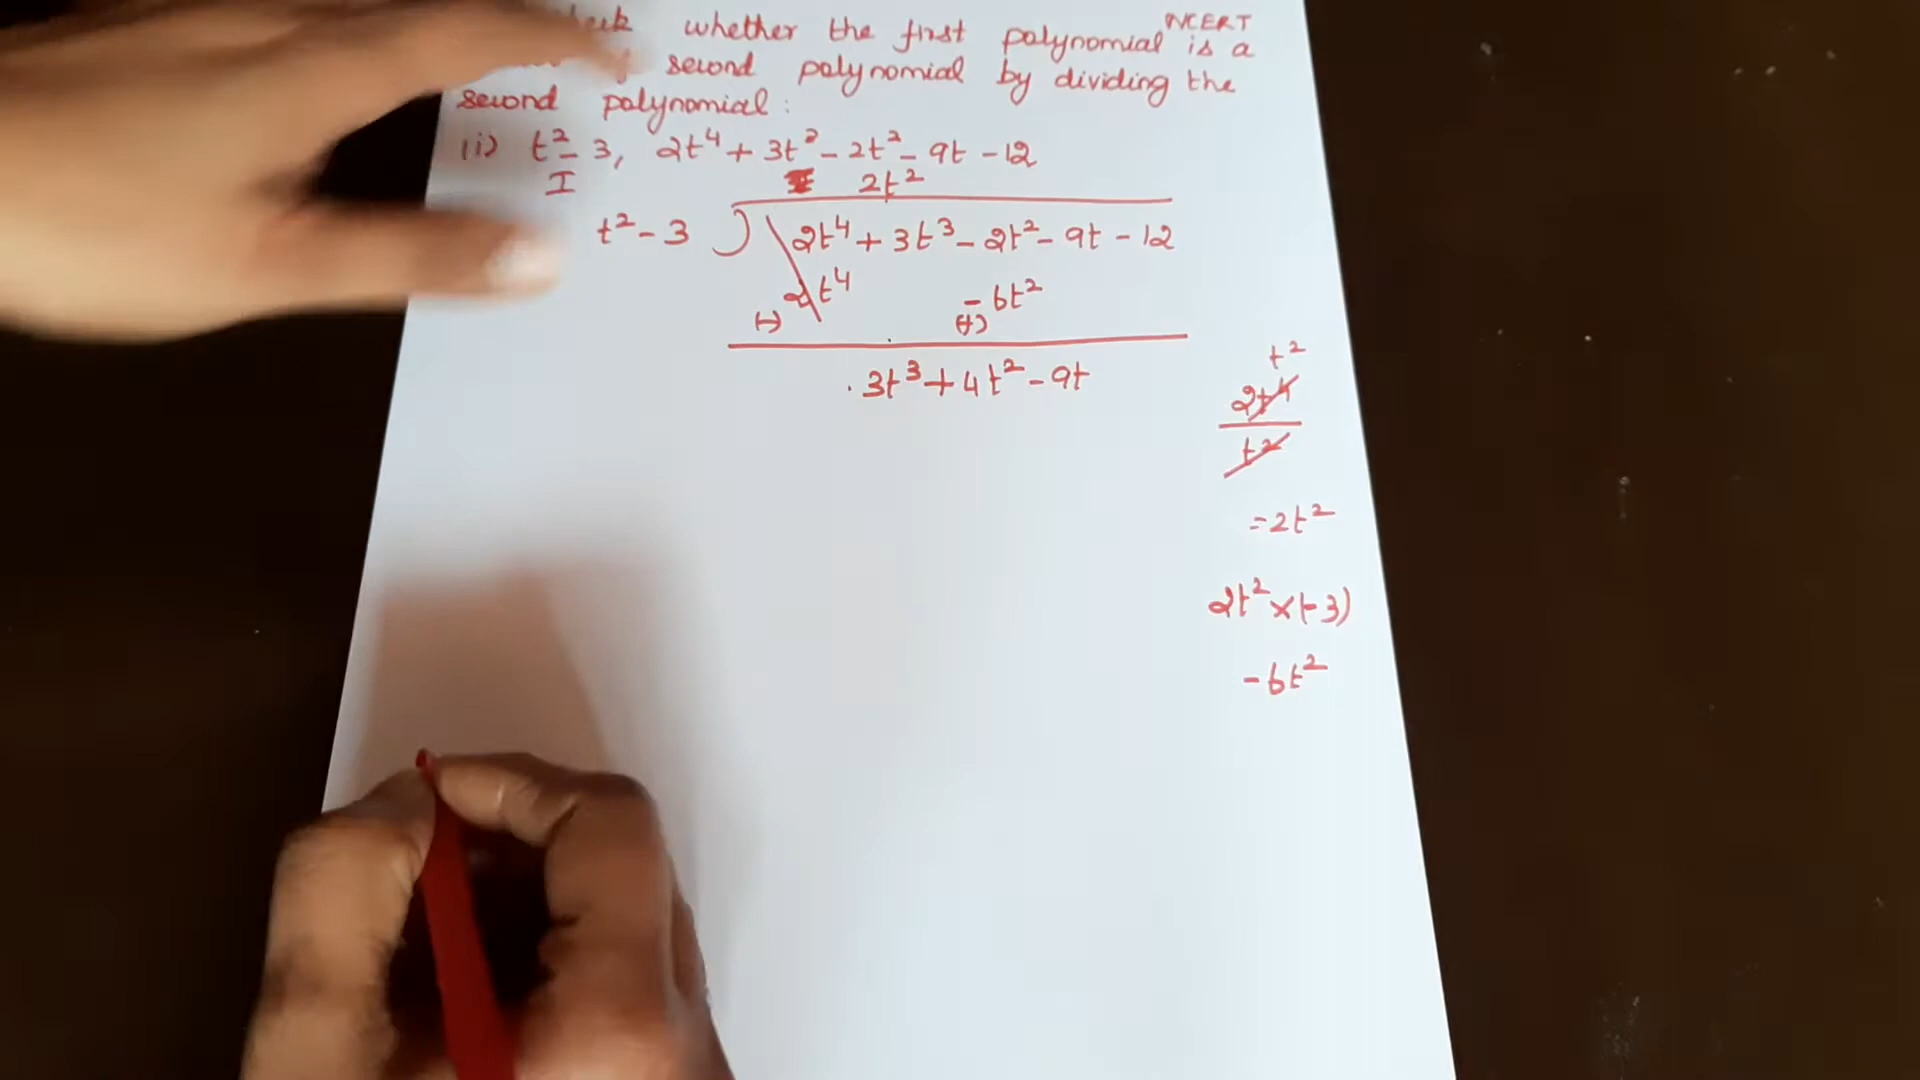 whether the first polynomial is a
NCERT
second polynomial by dividing the
second polynomial :
(i) t² - 3, 2t⁴ + 3t³ - 2t² - 9t - 12
I 2t²
t² - 3 ) 2t⁴ + 3t³ - 2t² - 9t - 12
2t⁴ - 6t²
(-) (+)
3t³ + 4t² - 9t
t²
2t⁴
t²
= 2t²
2t² × (-3)
- 6t²